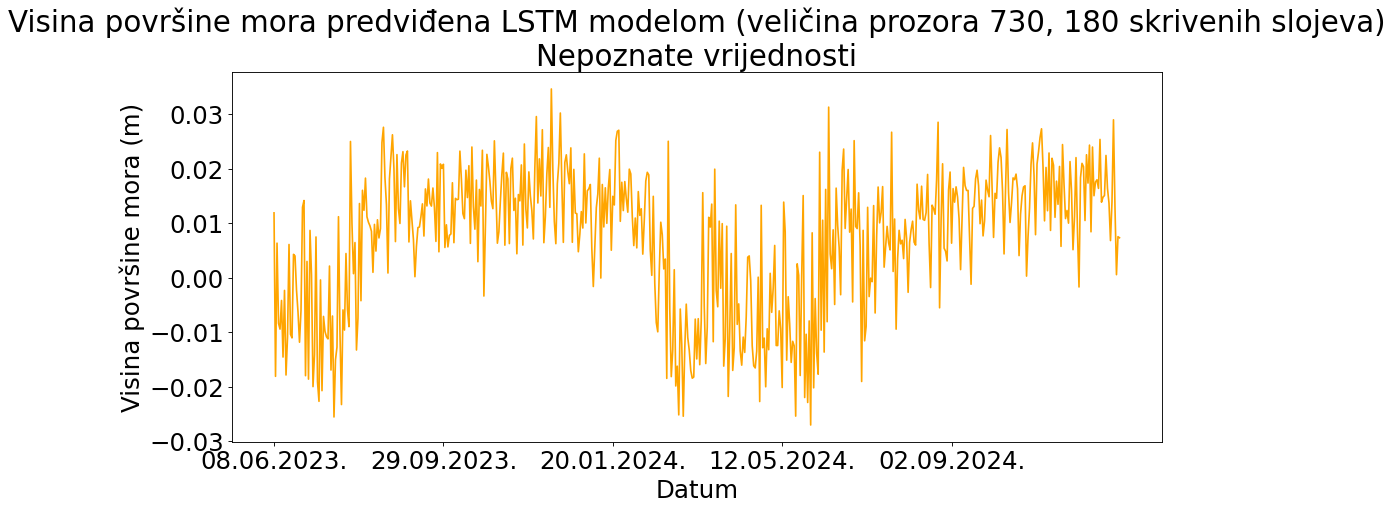 Visina površine mora predviđena LSTM modelom (veličina prozora 730, 180 skrivenih slojeva)
Nepoznate vrijednosti
Visina površine mora (m)
0.03
0.02
0.01
0.00
−0.01
−0.02
−0.03
08.06.2023. 29.09.2023. 20.01.2024. 12.05.2024. 02.09.2024.
Datum